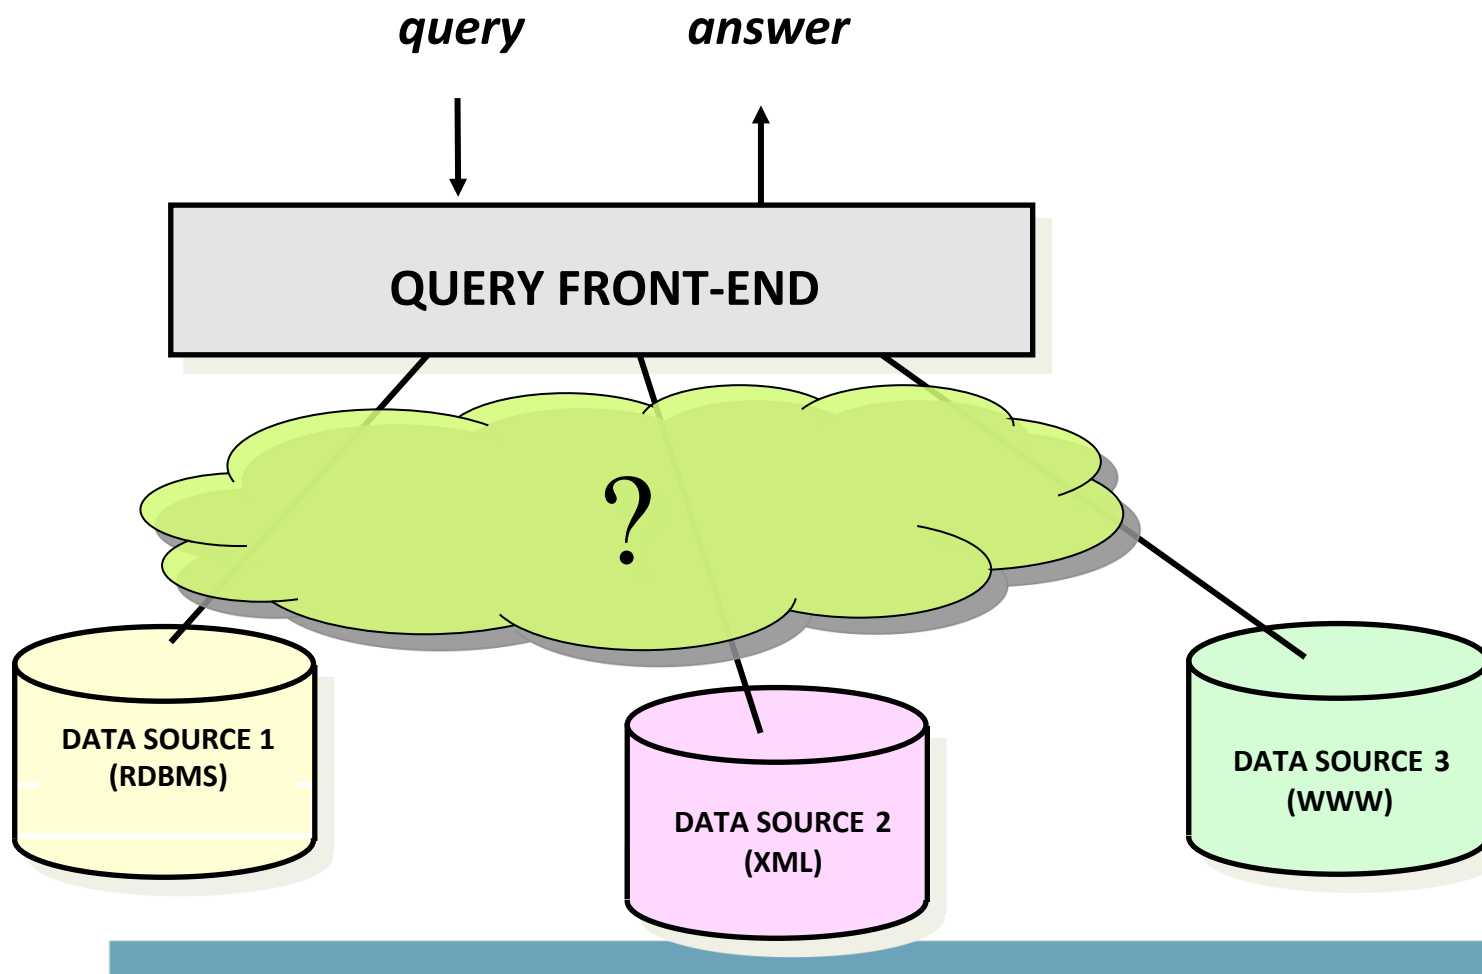 query answer
QUERY FRONT-END
?
DATA SOURCE 1
(RDBMS)
DATA SOURCE 2
(XML)
DATA SOURCE 3
(WWW)